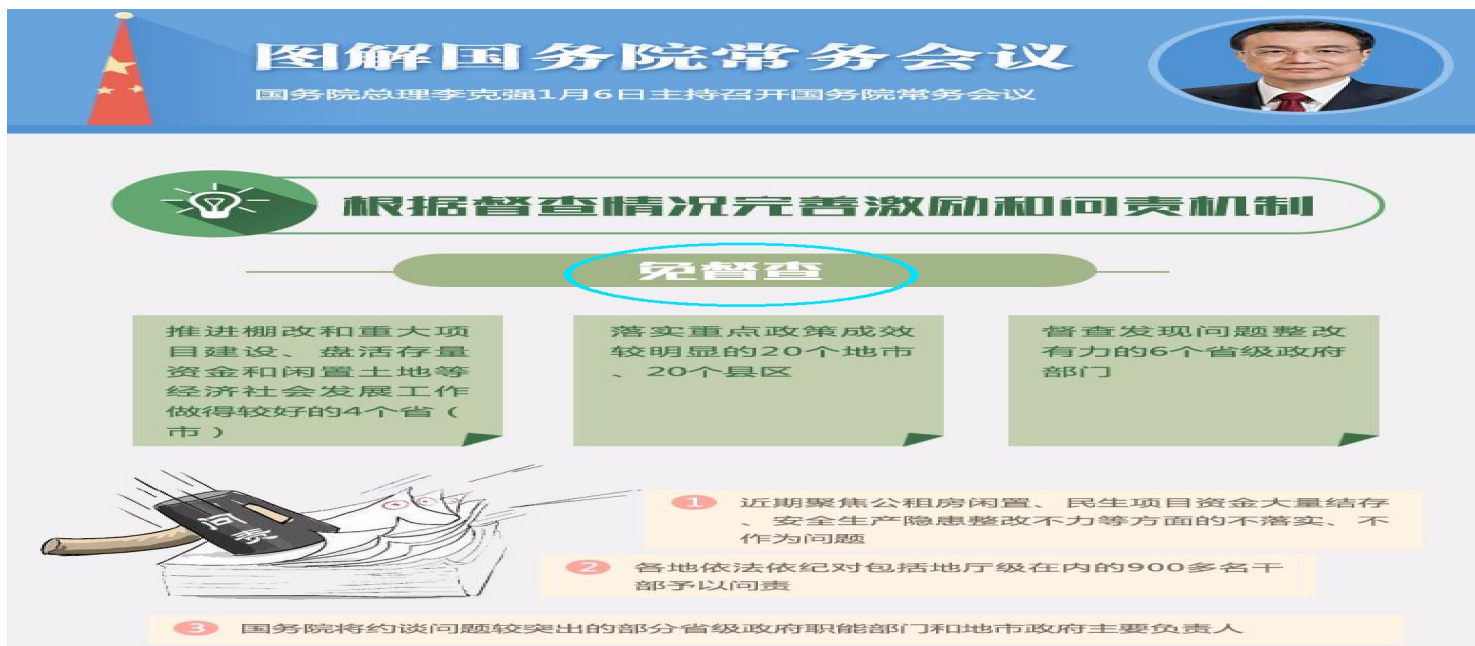 图解国务院常务会议
国务院总理李克强1月6日主持召开国务院常务会议
根据督查情况完善激励和问责机制
免督查
推进棚改和重大项
目建设、盘活存量
资金和闲置土地等
经济社会发展工作
做得较好的4个省（
市）
落实重点政策成效
较明显的20个地市
、20个县区
督查发现问题整改
有力的6个省级政府
部门
问责
1 近期聚焦公租房闲置、民生项目资金大量结存
、安全生产隐患整改不力等方面的不落实、不
作为问题
2 各地依法依纪对包括地厅级在内的900多名干
部予以问责
3 国务院将约谈问题较突出的部分省级政府职能部门和地市政府主要负责人